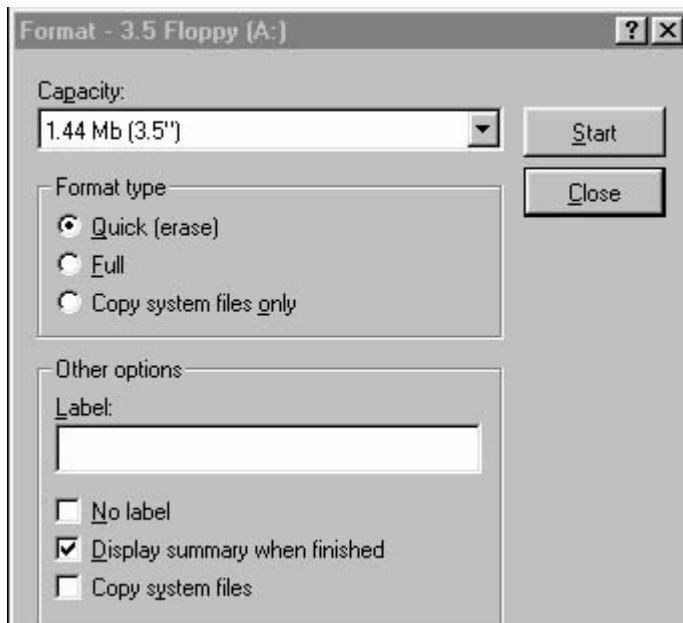 Format - 3.5 Floppy (A:)
Capacity:
1.44 Mb (3.5")
Start
Close
Format type
Quick (erase)
Full
Copy system files only
Other options
Label:
No label
Display summary when finished
Copy system files